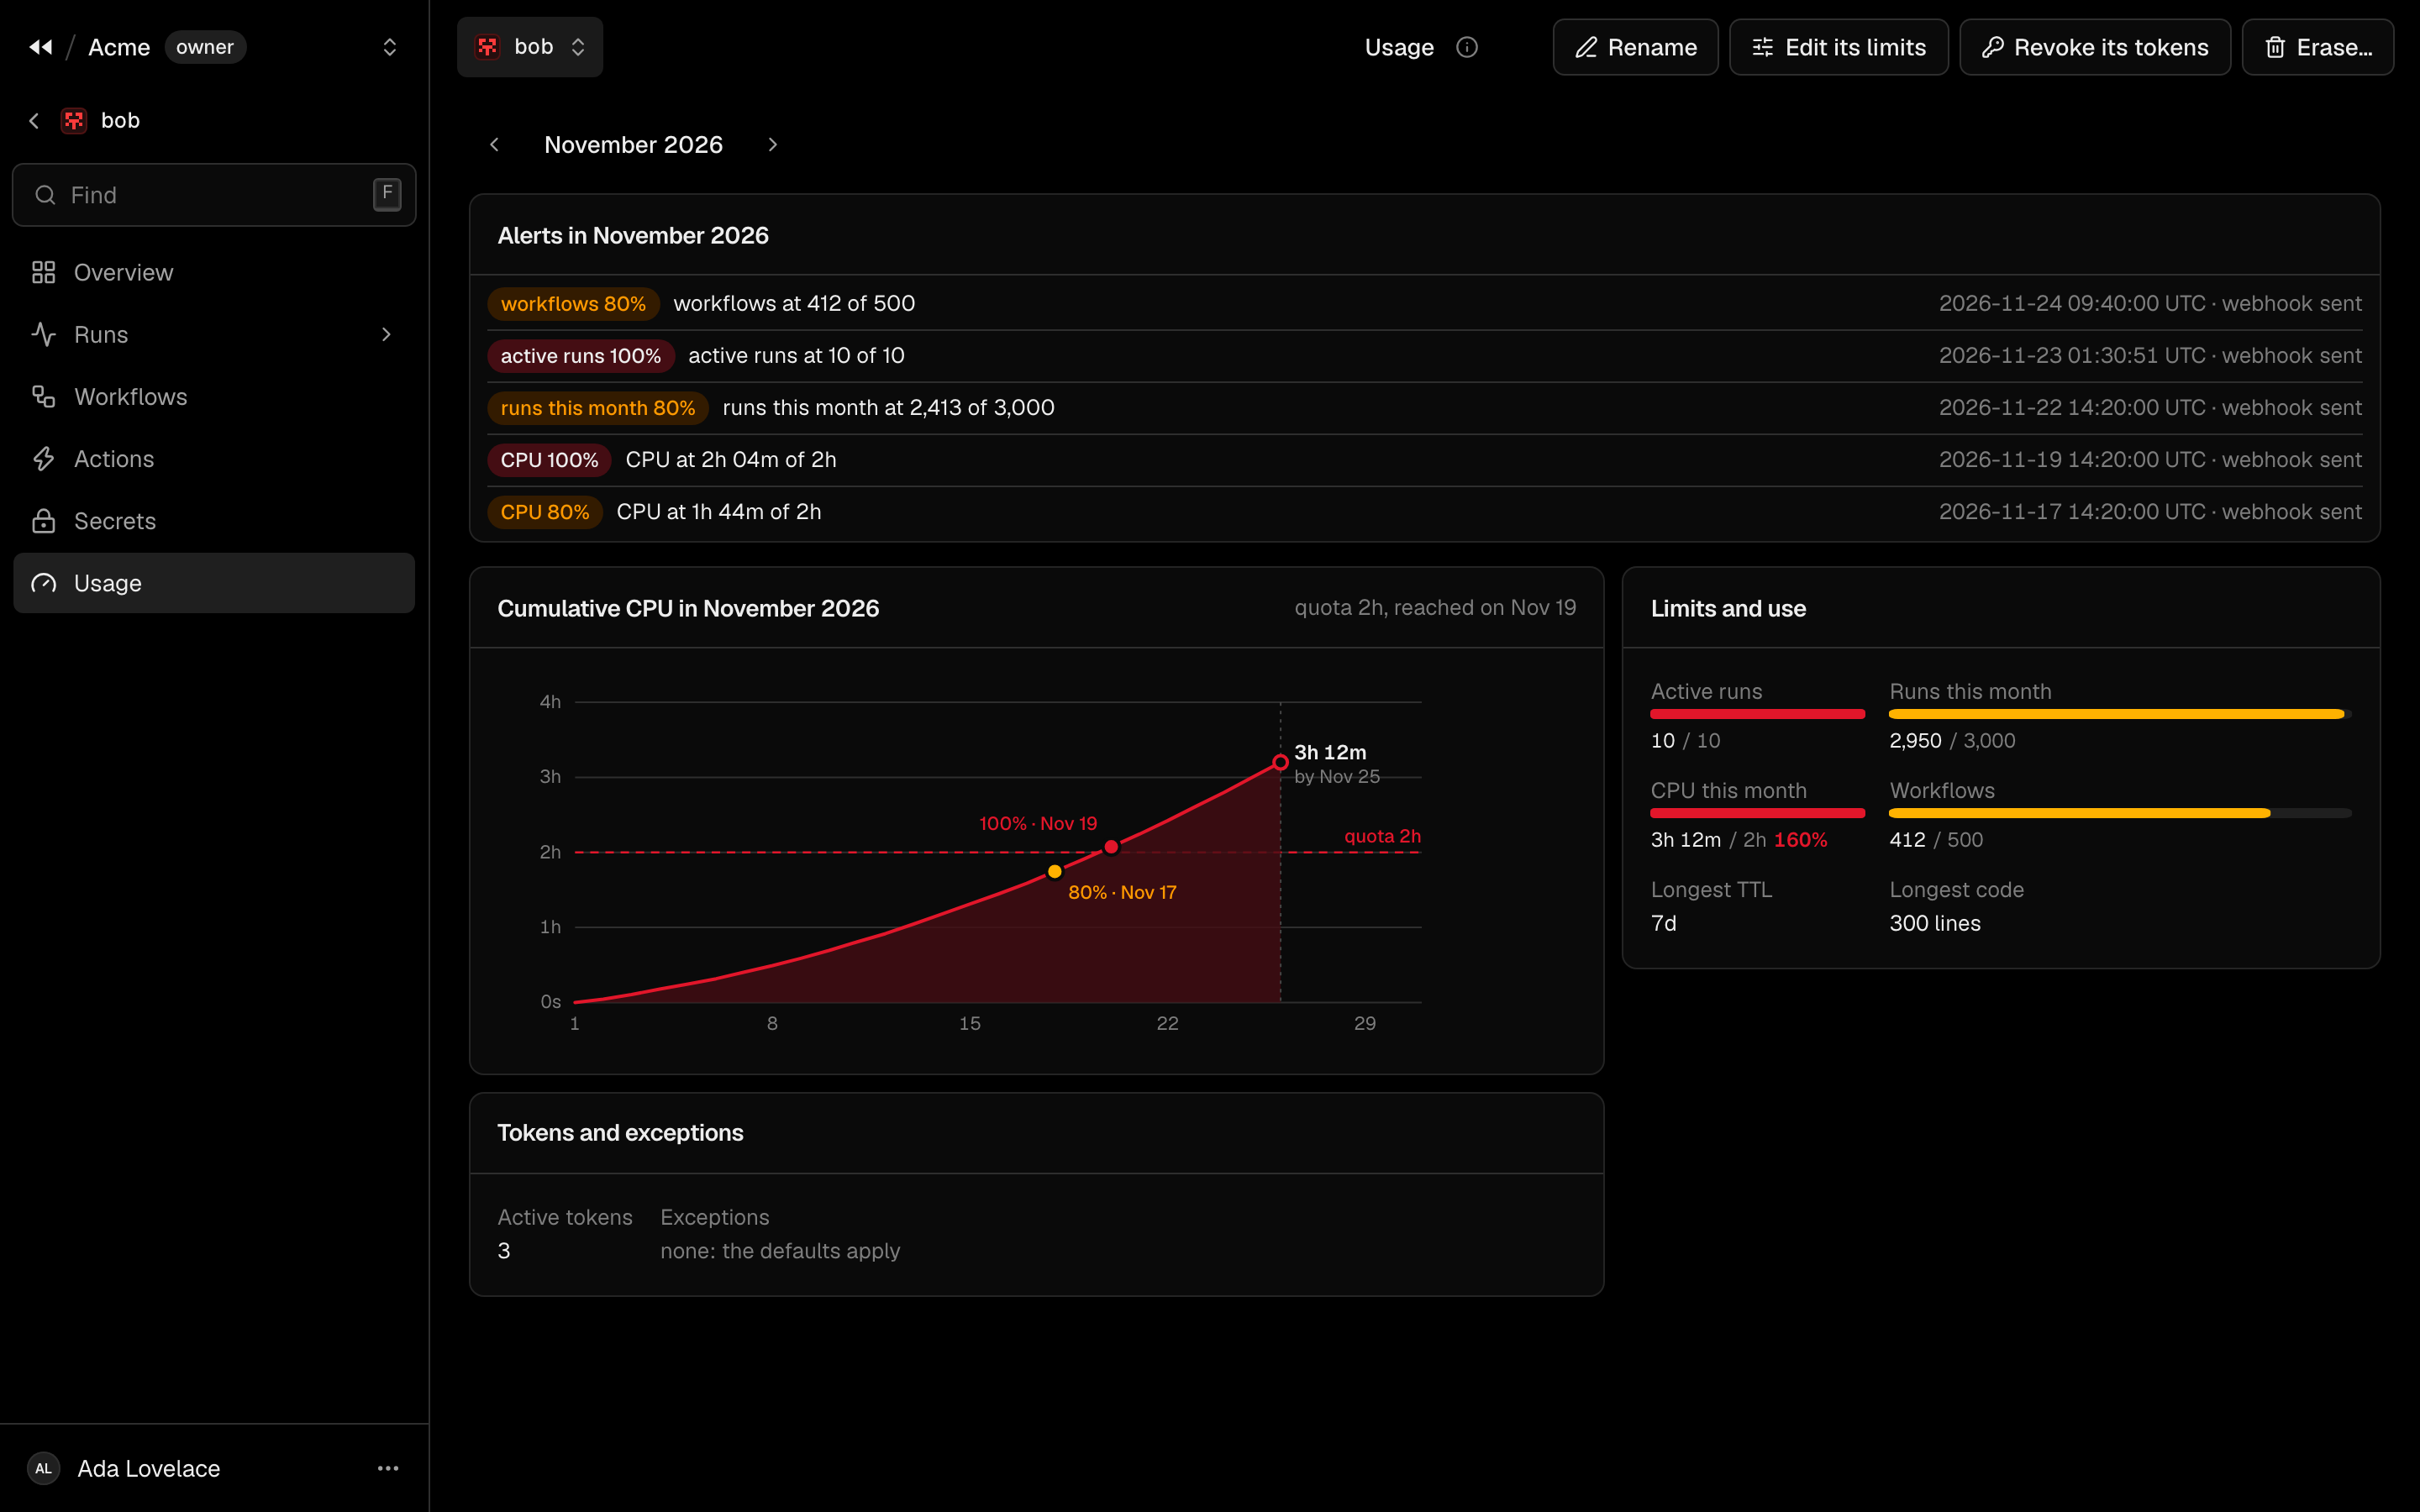 / Acme owner
bob
Find F
Overview
Runs
Workflows
Actions
Secrets
Usage
AL Ada Lovelace
bob
Usage
Rename
Edit its limits
Revoke its tokens
Erase...
November 2026
Alerts in November 2026
workflows 80% workflows at 412 of 500 2026-11-24 09:40:00 UTC · webhook sent
active runs 100% active runs at 10 of 10 2026-11-23 01:30:51 UTC · webhook sent
runs this month 80% runs this month at 2,413 of 3,000 2026-11-22 14:20:00 UTC · webhook sent
CPU 100% CPU at 2h 04m of 2h 2026-11-19 14:20:00 UTC · webhook sent
CPU 80% CPU at 1h 44m of 2h 2026-11-17 14:20:00 UTC · webhook sent
Cumulative CPU in November 2026 quota 2h, reached on Nov 19
4h
3h 12m
3h by Nov 25
100% · Nov 19
quota 2h
2h
80% · Nov 17
1h
0s
1 8 15 22 29
Limits and use
Active runs Runs this month
10 / 10 2,950 / 3,000
CPU this month Workflows
3h 12m / 2h 160% 412 / 500
Longest TTL Longest code
7d 300 lines
Tokens and exceptions
Active tokens Exceptions
3 none: the defaults apply